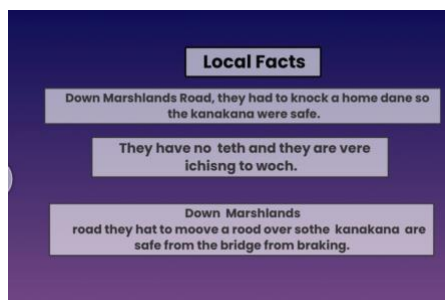 Local Facts
Down Marshlands Road, they had to knock a home dane so
the kanakana were safe.
They have no teth and they are vere
ichisng to woch.
Down Marshlands
road they hat to moove a rood over sothe kanakana are
safe from the bridge from braking.